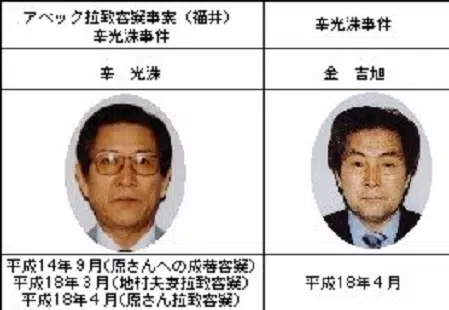 アベック拉致容疑事案（福井）
辛光洙事件
辛光洙事件
辛　光洙
金　吉旭
平成14年９月(原さんへの成替容疑)
平成18年３月(地村夫妻拉致容疑)
平成18年４月(原さん拉致容疑)
平成18年４月